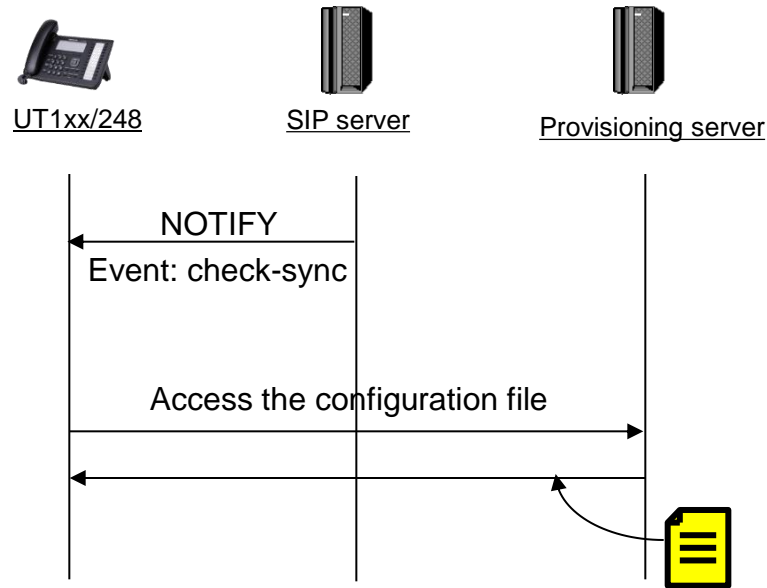 UT1xx/248
SIP server
Provisioning server
NOTIFY
Event: check-sync
Access the configuration file